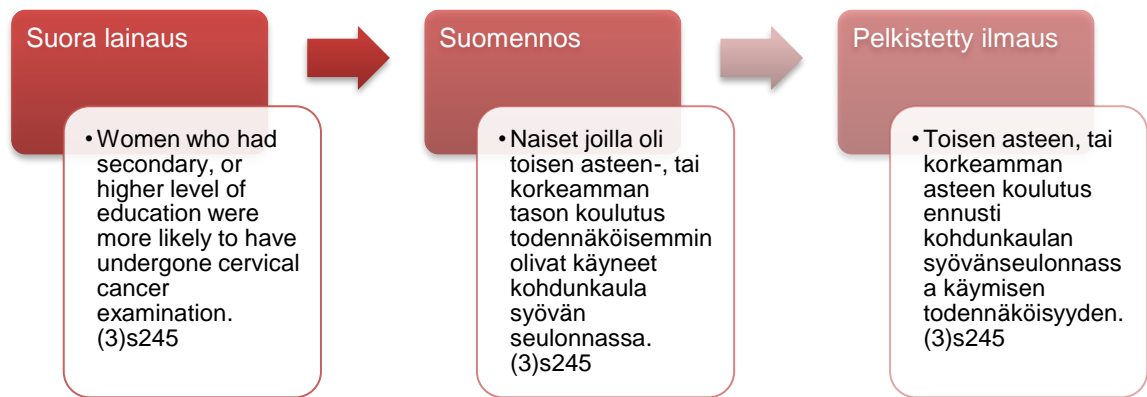 Suora lainaus
• Women who had
secondary, or
higher level of
education were
more likely to have
undergone cervical
cancer
examination.
(3)s245
Suomennos
• Naiset joilla oli
toisen asteen-, tai
korkeamman
tason koulutus
todennäköisemmin
olivat käyneet
kohdunkaula
syövän
seulonnassa.
(3)s245
Pelkistetty ilmaus
• Toisen asteen, tai
korkeamman
asteen koulutus
ennusti
kohdunkaulan
syövänseulonnass
a käymisen
todennäköisyyden.
(3)s245